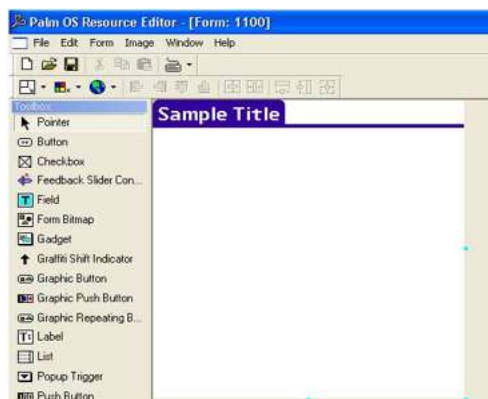 Palm OS Resource Editor - [Form: 1100]
File Edit Form Image Window Help
Toolbox
Pointer
Sample Title
Button
Checkbox
Feedback Slider Con...
Field
Form Bitmap
Gadget
Graffiti Shift Indicator
Graphic Button
Graphic Push Button
Graphic Repeating B...
Label
List
Popup Trigger
Push Button